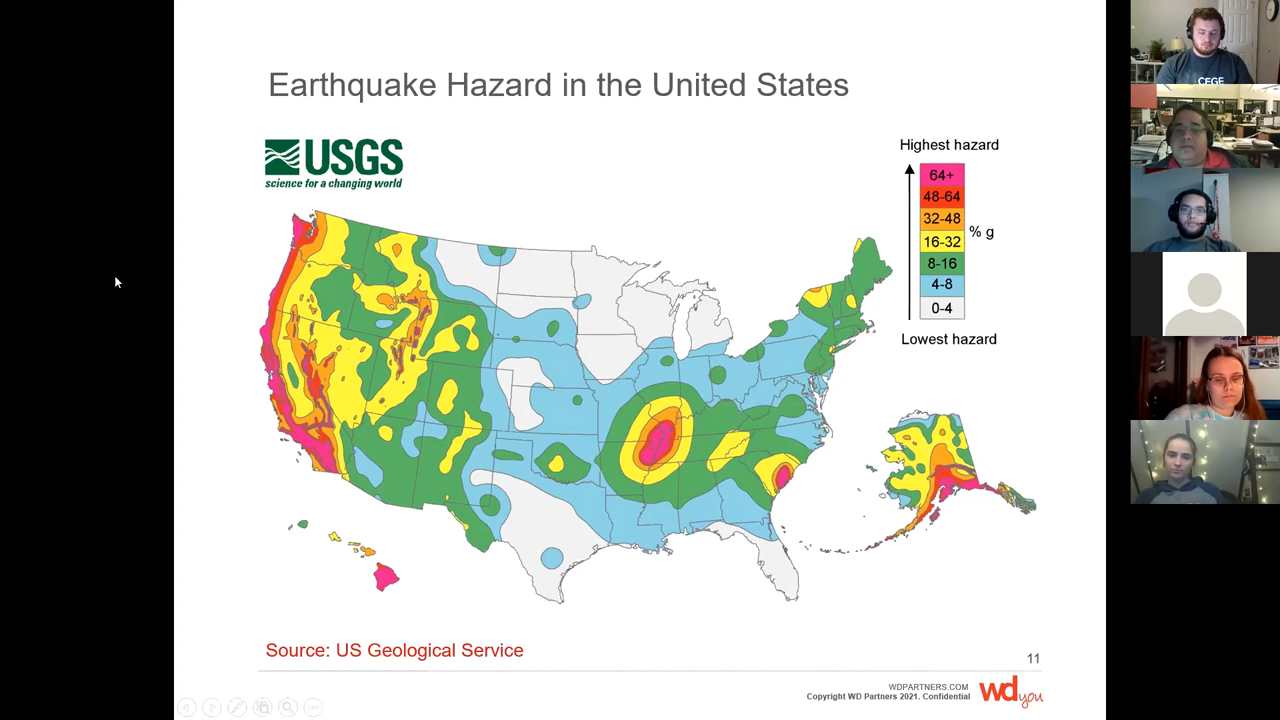 Earthquake Hazard in the United States
USGS
science for a changing world
Highest hazard
64+
48-64
32-48
16-32
8-16
4-8
0-4
% g
Lowest hazard
Source: US Geological Service
11
WDPARTNERS.COM
Copyright WD Partners 2021. Confidential
wd you
CEGE